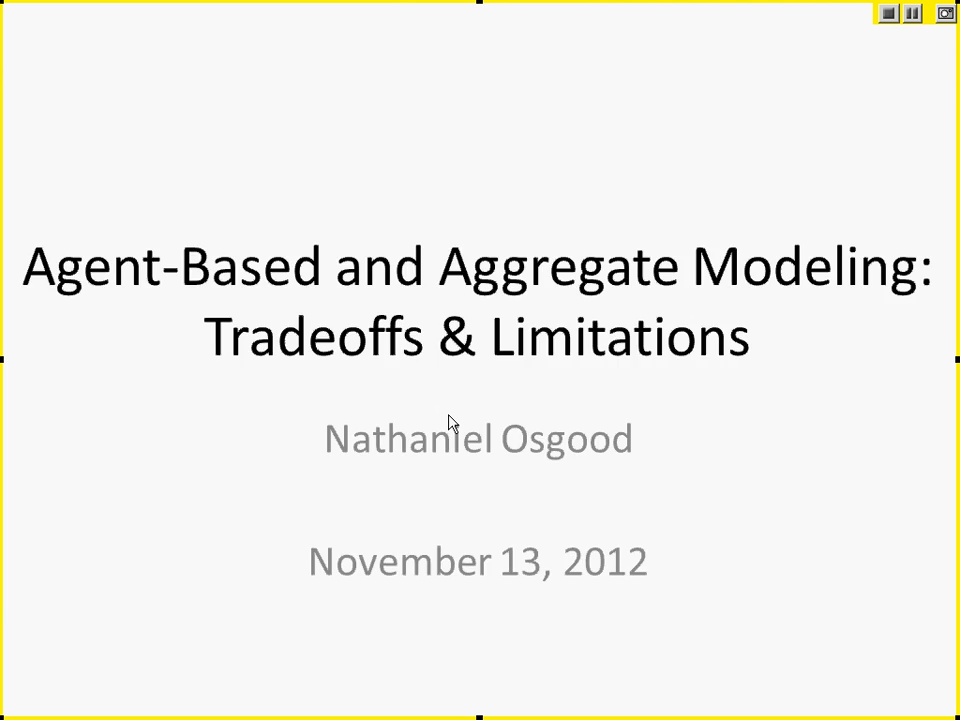 Agent-Based and Aggregate Modeling:
Tradeoffs & Limitations
Nathaniel Osgood
November 13, 2012